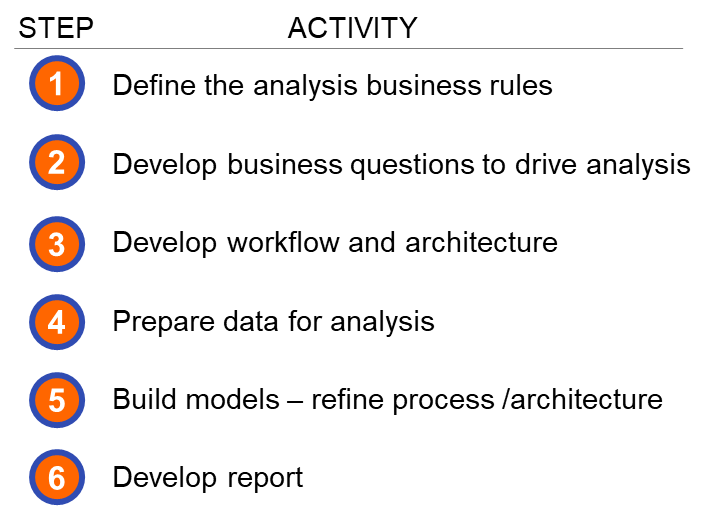 STEP ACTIVITY
1 Define the analysis business rules
2 Develop business questions to drive analysis
3 Develop workflow and architecture
4 Prepare data for analysis
5 Build models – refine process /architecture
6 Develop report